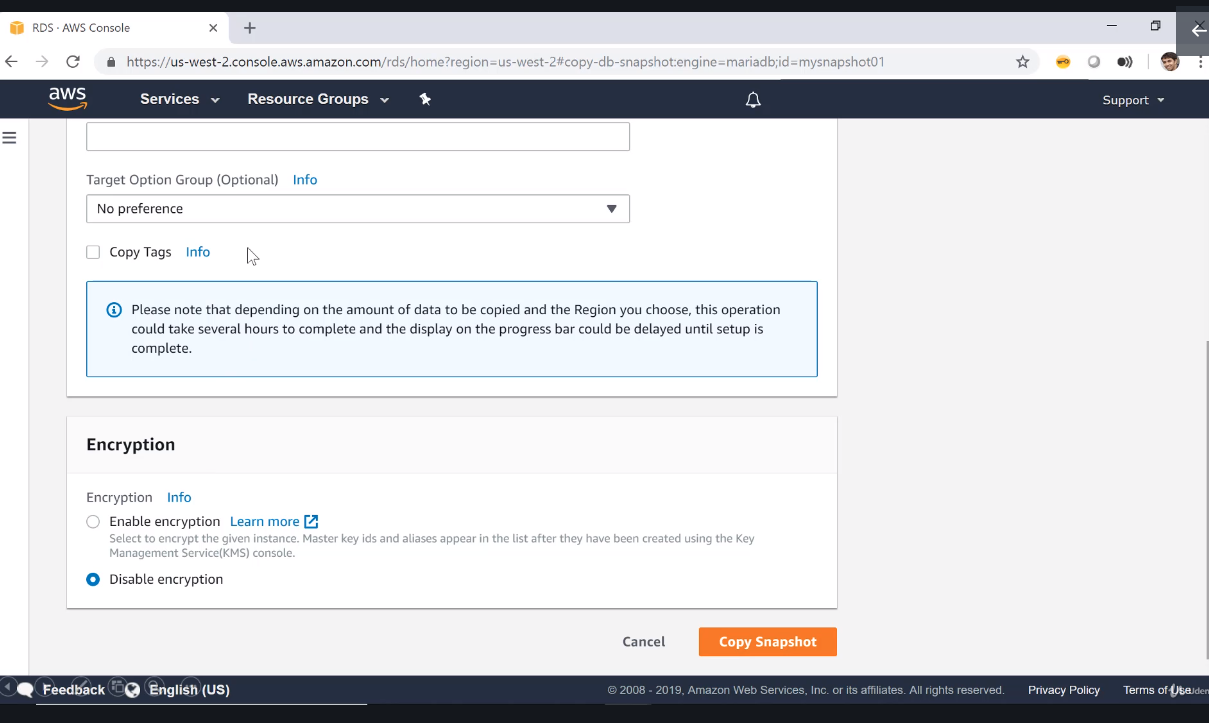 RDS · AWS Console
https://us-west-2.console.aws.amazon.com/rds/home?region=us-west-2#copy-db-snapshot:engine=mariadb;id=mysnapshot01
aws Services Resource Groups Support
Target Option Group (Optional) Info
No preference
Copy Tags Info
Please note that depending on the amount of data to be copied and the Region you choose, this operation
could take several hours to complete and the display on the progress bar could be delayed until setup is
complete.
Encryption
Encryption Info
Enable encryption Learn more
Select to encrypt the given instance. Master key ids and aliases appear in the list after they have been created using the Key
Management Service(KMS) console.
Disable encryption
Cancel Copy Snapshot
Feedback English (US) © 2008 - 2019, Amazon Web Services, Inc. or its affiliates. All rights reserved. Privacy Policy Terms of Use